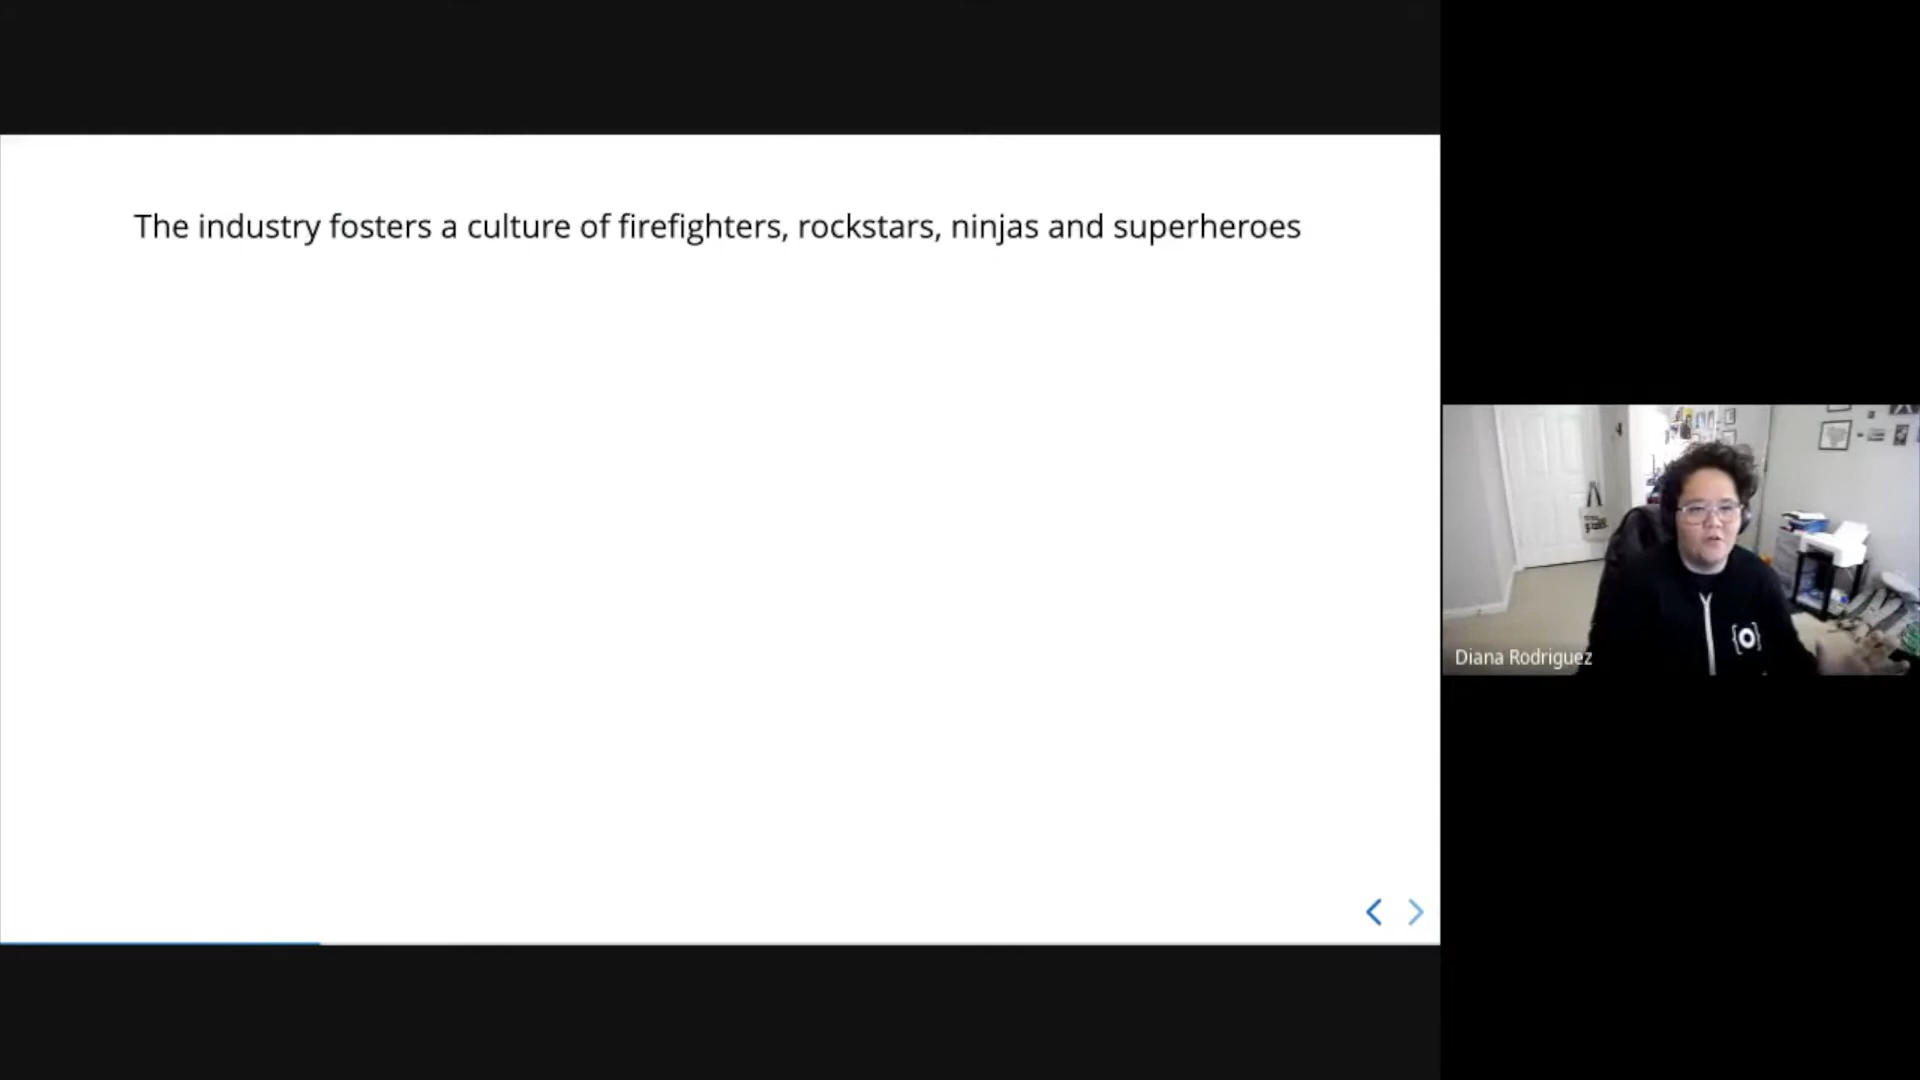 The industry fosters a culture of firefighters, rockstars, ninjas and superheroes
Diana Rodriguez